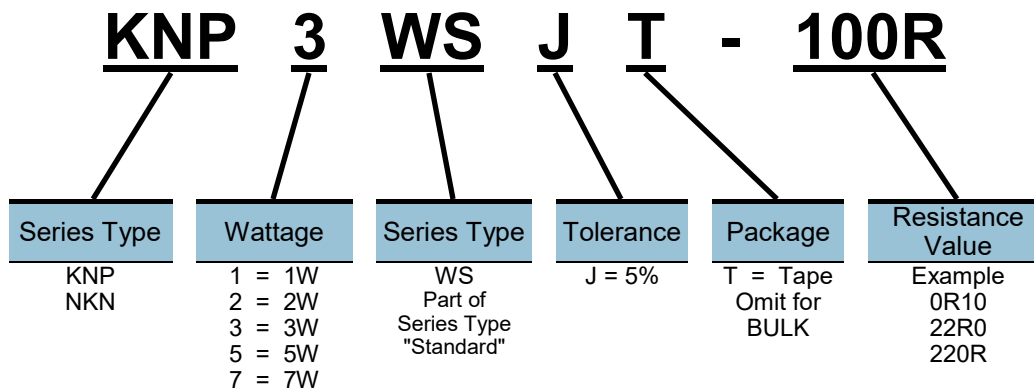 KNP 3 WS J T - 100R
Series Type
Wattage
Series Type
Tolerance
Package
Resistance
Value
KNP
NKN
1 = 1W
2 = 2W
3 = 3W
5 = 5W
7 = 7W
WS
Part of
Series Type
"Standard"
J = 5%
T = Tape
Omit for
BULK
Example
0R10
22R0
220R